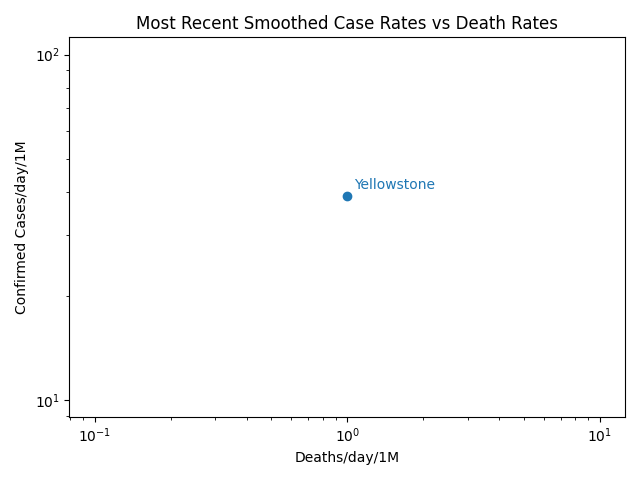 Most Recent Smoothed Case Rates vs Death Rates
10²
Yellowstone
Confirmed Cases/day/1M
10¹
10⁻¹
10⁰
10¹
Deaths/day/1M